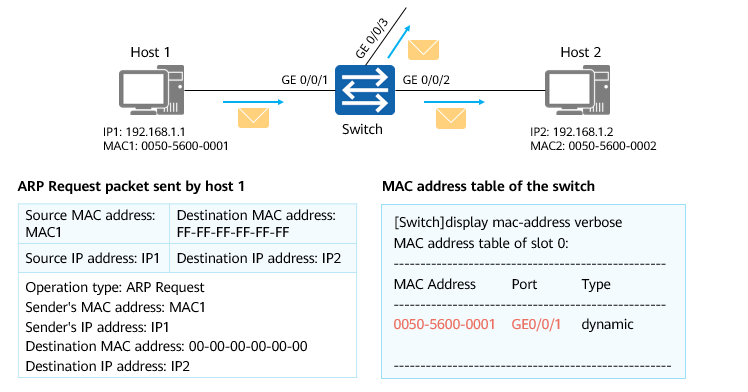 GE 0/0/3
Host 1
Host 2
GE 0/0/1
GE 0/0/2
Switch
IP1: 192.168.1.1
MAC1: 0050-5600-0001
IP2: 192.168.1.2
MAC2: 0050-5600-0002
ARP Request packet sent by host 1
Source MAC address:
MAC1
Destination MAC address:
FF-FF-FF-FF-FF-FF
Source IP address: IP1
Destination IP address: IP2
Operation type: ARP Request
Sender's MAC address: MAC1
Sender's IP address: IP1
Destination MAC address: 00-00-00-00-00-00
Destination IP address: IP2
MAC address table of the switch
[Switch]display mac-address verbose
MAC address table of slot 0:
-----------------------------------------------------
MAC Address Port Type
-----------------------------------------------------
0050-5600-0001 GE0/0/1 dynamic
------------------------------------------------------